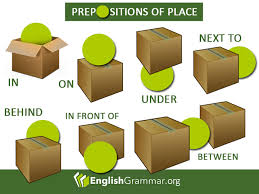 PREPOSITIONS OF PLACE
IN
ON
UNDER
NEXT TO
BEHIND
IN FRONT OF
BETWEEN
EnglishGrammar.org